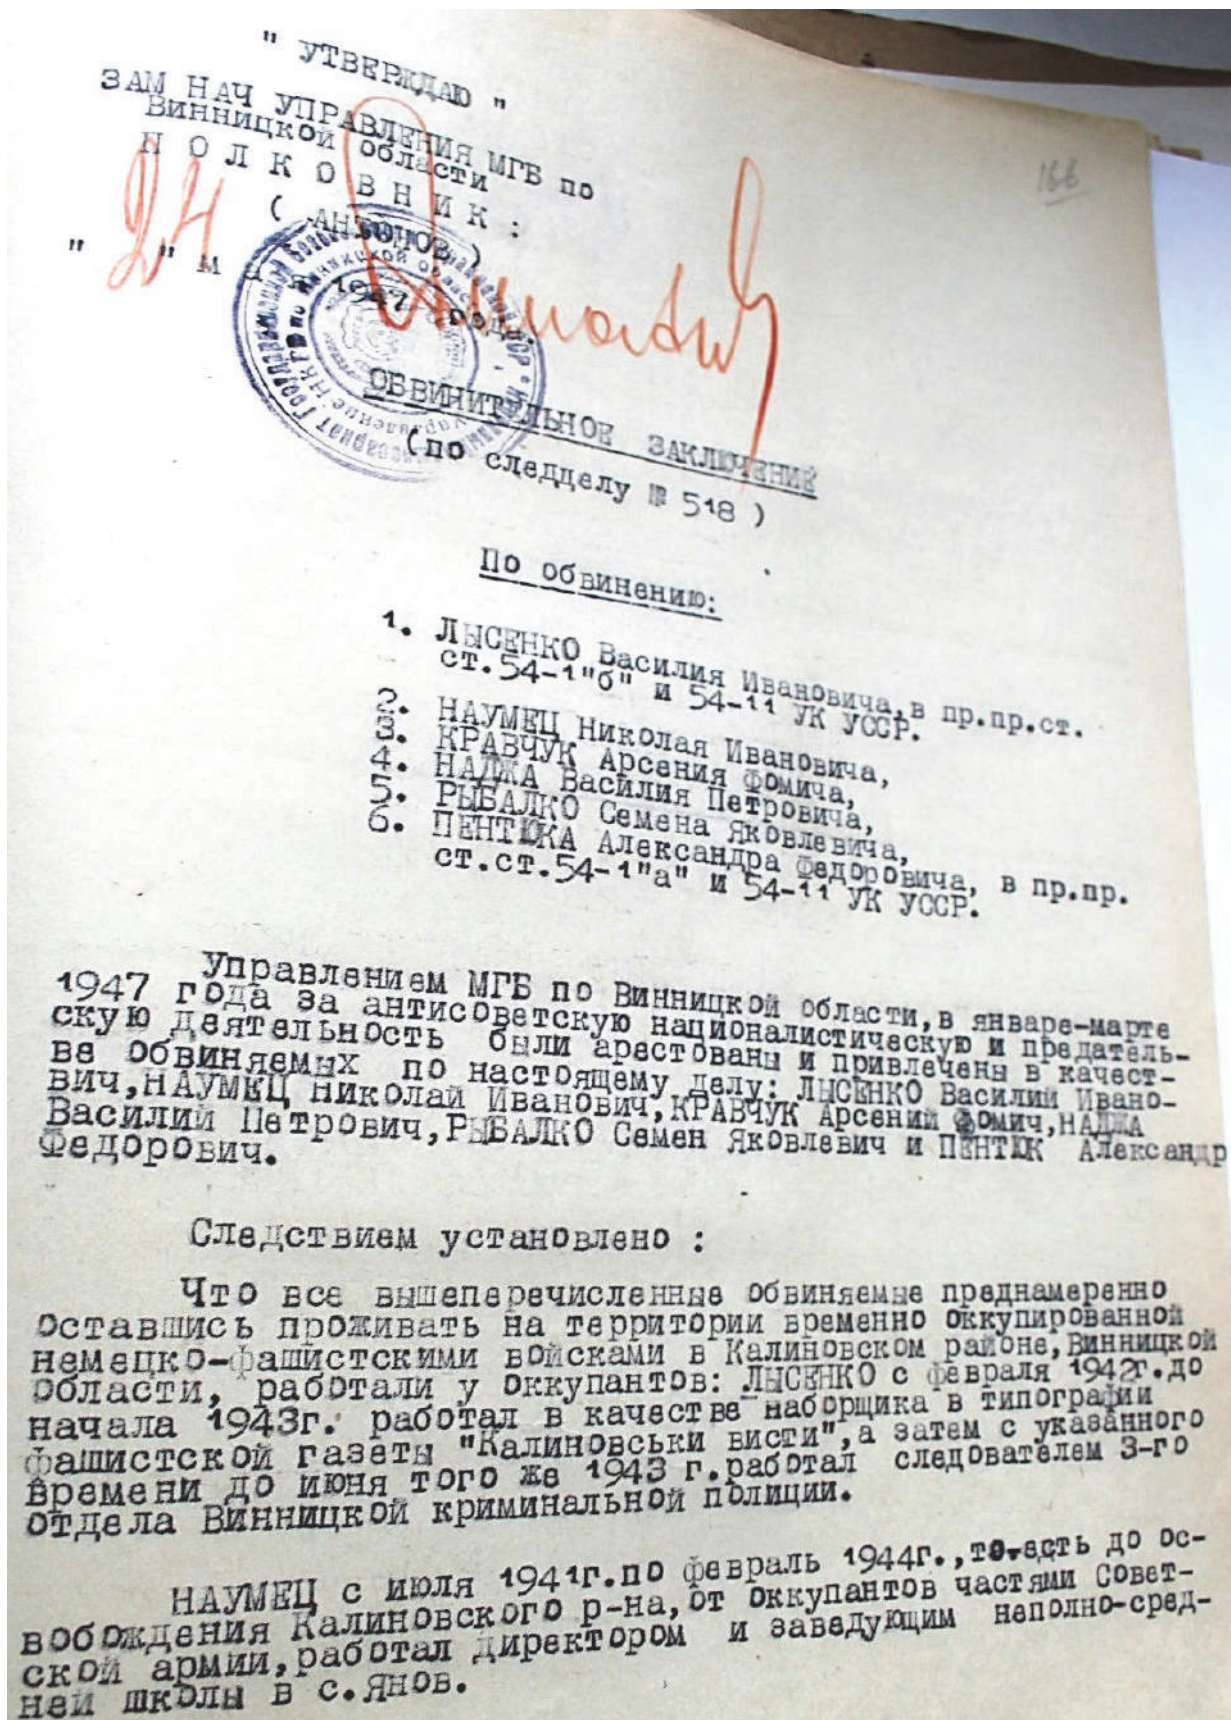 " УТВЕРЖДАЮ "
ЗАМ НАЧ УПРАВЛЕНИЯ МГБ по
Винницкой области
П О Л К О В Н И К :
( АНТОНОВ )
" 24 " м а я 1947 года.
166
ОБВИНИТЕЛЬНОЕ ЗАКЛЮЧЕНИЕ
(по следделу № 518 )
По обвинению:
1. ЛЫСЕНКО Василия Ивановича,в пр.пр.ст.
ст.54-1"б" и 54-11 УК УССР.
2. НАУМЕЦ Николая Ивановича,
3. КРАВЧУК Арсения Фомича,
4. НАДЖА Василия Петровича,
5. РЫБАЛКО Семена Яковлевича,
6. ПЕНТЮКА Александра Федоровича, в пр.пр.
ст.ст.54-1"а" и 54-11 УК УССР.
Управлением МГБ по Винницкой области,в январе-марте
1947 года за антисоветскую националистическую и предатель-
скую деятельность были арестованы и привлечены в качест-
ве обвиняемых по настоящему делу: ЛЫСЕНКО Василий Ивано-
вич,НАУМЕЦ Николай Иванович,КРАВЧУК Арсений Фомич,НАДЖА
Василий Петрович,РЫБАЛКО Семен Яковлевич и ПЕНТЮК Александр
Федорович.
Следствием установлено :
Что все вышеперечисленные обвиняемые преднамеренно
оставшись проживать на территории временно оккупированной
немецко-фашистскими войсками в Калиновском районе,Винницкой
области, работали у оккупантов: ЛЫСЕНКО с февраля 1942г.до
начала 1943г. работал в качестве наборщика в типографии
фашистской газеты "Калиновськи висти",а затем с указанного
времени до июня того же 1943 г.работал следователем 3-го
отдела Винницкой криминальной полиции.
НАУМЕЦ с июля 1941г.по февраль 1944г.,то-есть до ос-
вобождения Калиновского р-на,от оккупантов частями Совет-
ской армии,работал директором и заведующим неполно-сред-
ней школы в с.Янов.